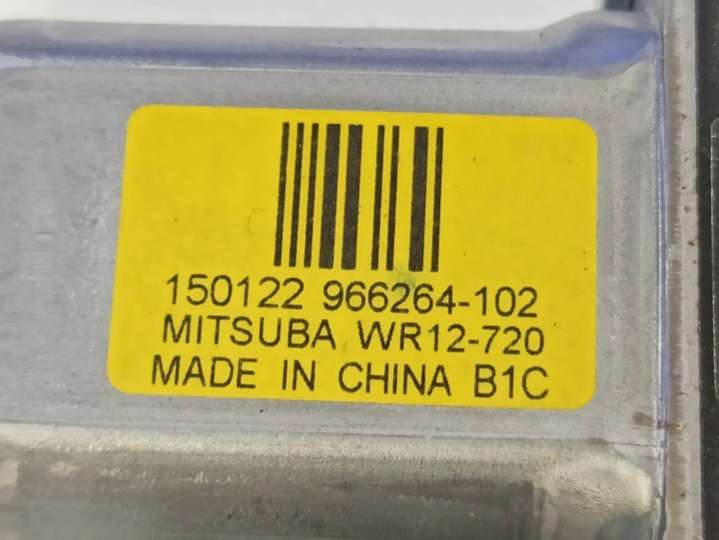 150122 966264-102
MITSUBA WR12-720
MADE IN CHINA B1C